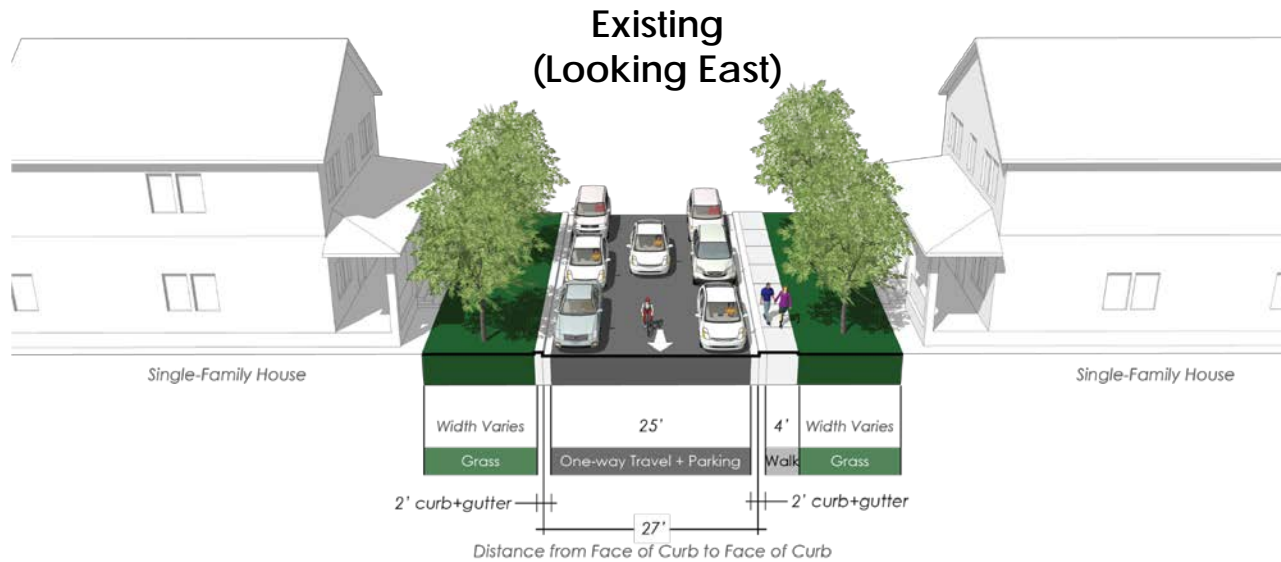 Existing
(Looking East)
Single-Family House
Single-Family House
Width Varies
25'
4'
Width Varies
Grass
One-way Travel + Parking
Walk
Grass
2' curb+gutter
2' curb+gutter
27'
Distance from Face of Curb to Face of Curb